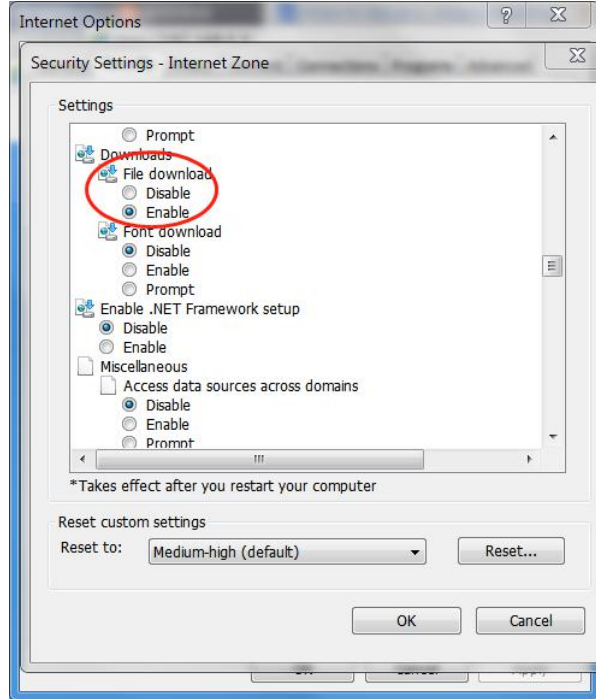 Internet Options
Security Settings - Internet Zone
Settings
Prompt
Downloads
File download
Disable
Enable
Font download
Disable
Enable
Prompt
Enable .NET Framework setup
Disable
Enable
Miscellaneous
Access data sources across domains
Disable
Enable
Prompt
*Takes effect after you restart your computer
Reset custom settings
Reset to: Medium-high (default) Reset...
OK Cancel